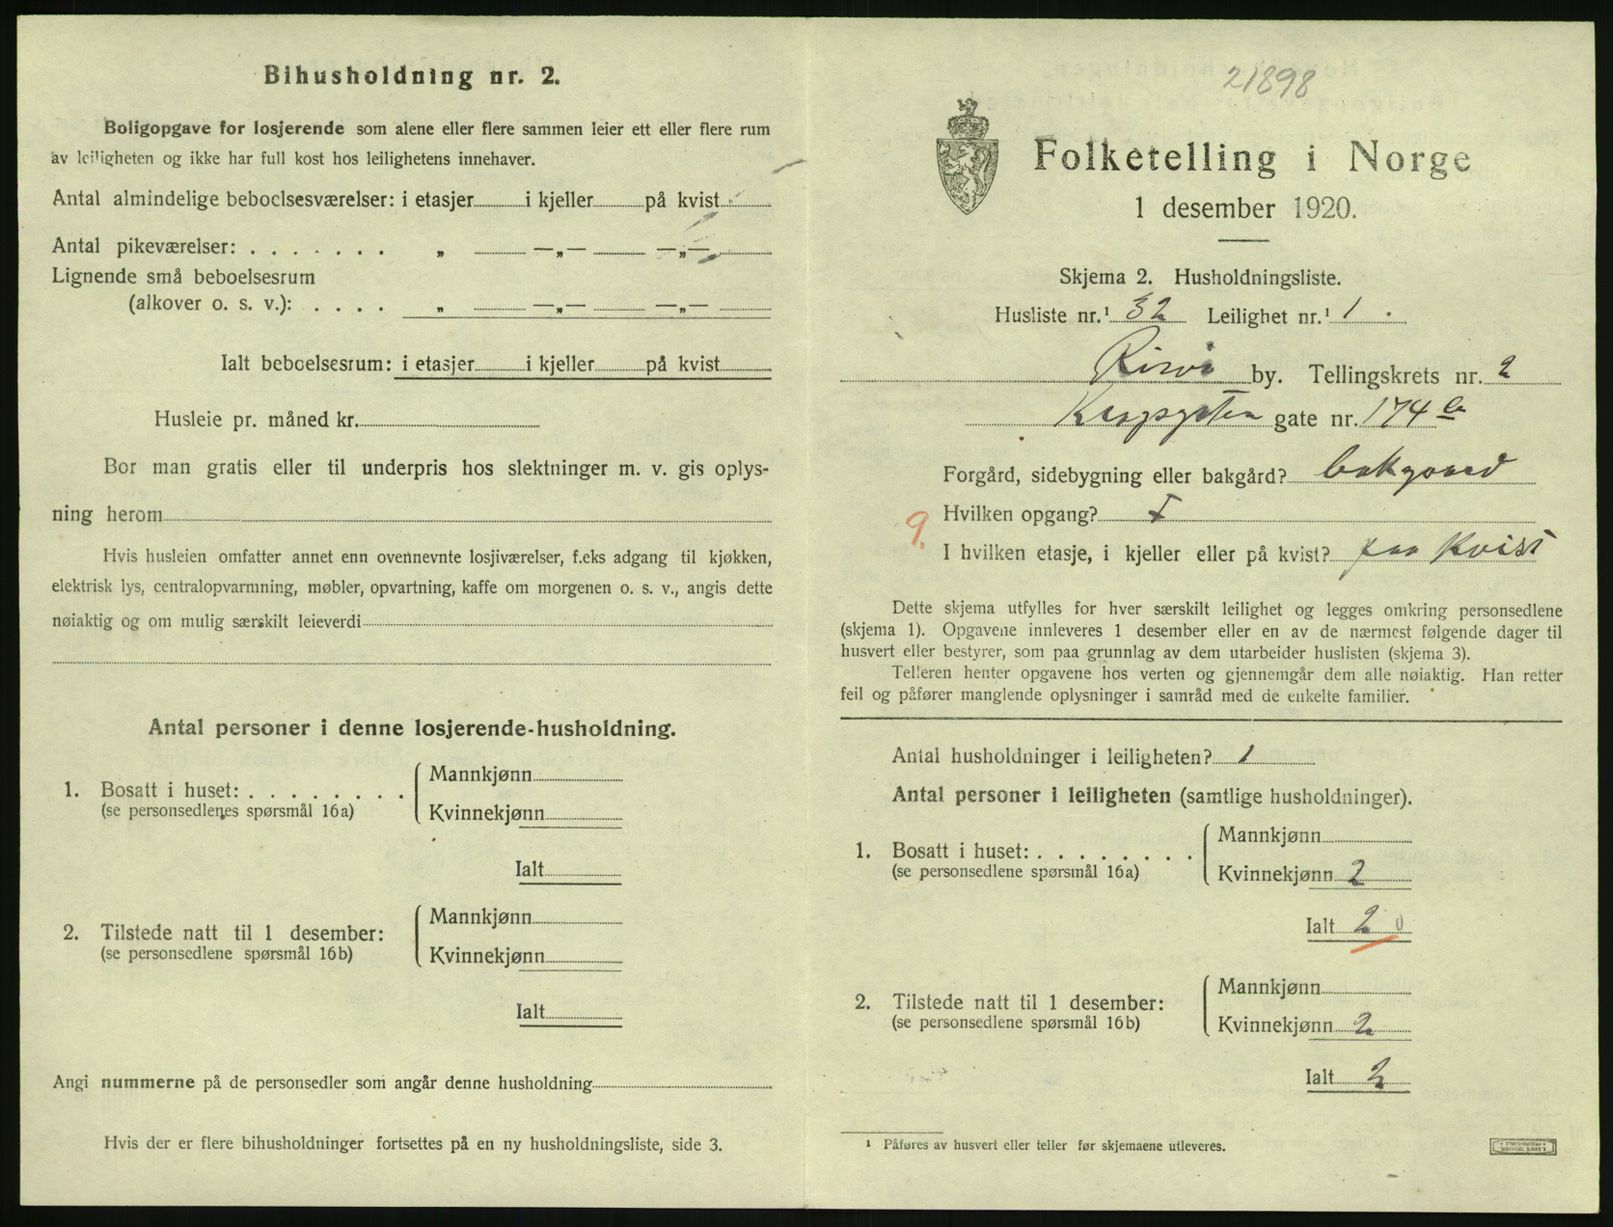 Bihusholdning nr. 2.
Boligopgave for losjerende som alene eller flere sammen leier ett eller flere rum
av leiligheten og ikke har full kost hos leilighetens innehaver.
Antal almindelige beboelsesværelser: i etasjer........i kjeller........på kvist........
Antal pikeværelser: . . . . . . . „ ........ —„— ........ —„— ........
Lignende små beboelsesrum
(alkover o. s. v.): . . . . „ ........ —„— ........ —„— ........
Ialt beboelsesrum: i etasjer........i kjeller........på kvist........
Husleie pr. måned kr.
Bor man gratis eller til underpris hos slektninger m. v. gis oplys-
ning herom
Hvis husleien omfatter annet enn ovennevnte losjiværelser, f.eks adgang til kjøkken,
elektrisk lys, centralopvarmning, møbler, opvartning, kaffe om morgenen o. s. v., angis dette
nøiaktig og om mulig særskilt leieverdi
Antal personer i denne losjerende-husholdning.
1. Bosatt i huset: . . . . . . . .
(se personsedlenes spørsmål 16a)
Mannkjønn
Kvinnekjønn
Ialt
2. Tilstede natt til 1 desember:
(se personsedlene spørsmål 16b)
Mannkjønn
Kvinnekjønn
Ialt
Angi nummerne på de personsedler som angår denne husholdning
Hvis der er flere bihusholdninger fortsettes på en ny husholdningsliste, side 3.
21898
Folketelling i Norge
1 desember 1920.
Skjema 2. Husholdningsliste.
Husliste nr.¹ 32 Leilighet nr.¹ 1
by. Tellingskrets nr. 2
gate nr. 174
Forgård, sidebygning eller bakgård? bakgaard
Hvilken opgang? I
9.
I hvilken etasje, i kjeller eller på kvist? paa Kvist
Dette skjema utfylles for hver særskilt leilighet og legges omkring personsedlene
(skjema 1). Opgavene innleveres 1 desember eller en av de nærmest følgende dager til
husvert eller bestyrer, som paa grunnlag av dem utarbeider huslisten (skjema 3).
Telleren henter opgavene hos verten og gjennemgår dem alle nøiaktig. Han retter
feil og påfører manglende oplysninger i samråd med de enkelte familier.
Antal husholdninger i leiligheten? 1
Antal personer i leiligheten (samtlige husholdninger).
1. Bosatt i huset: . . . . . . . .
(se personsedlene spørsmål 16a)
Mannkjønn
Kvinnekjønn 2
Ialt 2 0
2. Tilstede natt til 1 desember:
(se personsedlene spørsmål 16b)
Mannkjønn
Kvinnekjønn 2
Ialt 2
¹ Påføres av husvert eller teller før skjemaene utleveres.